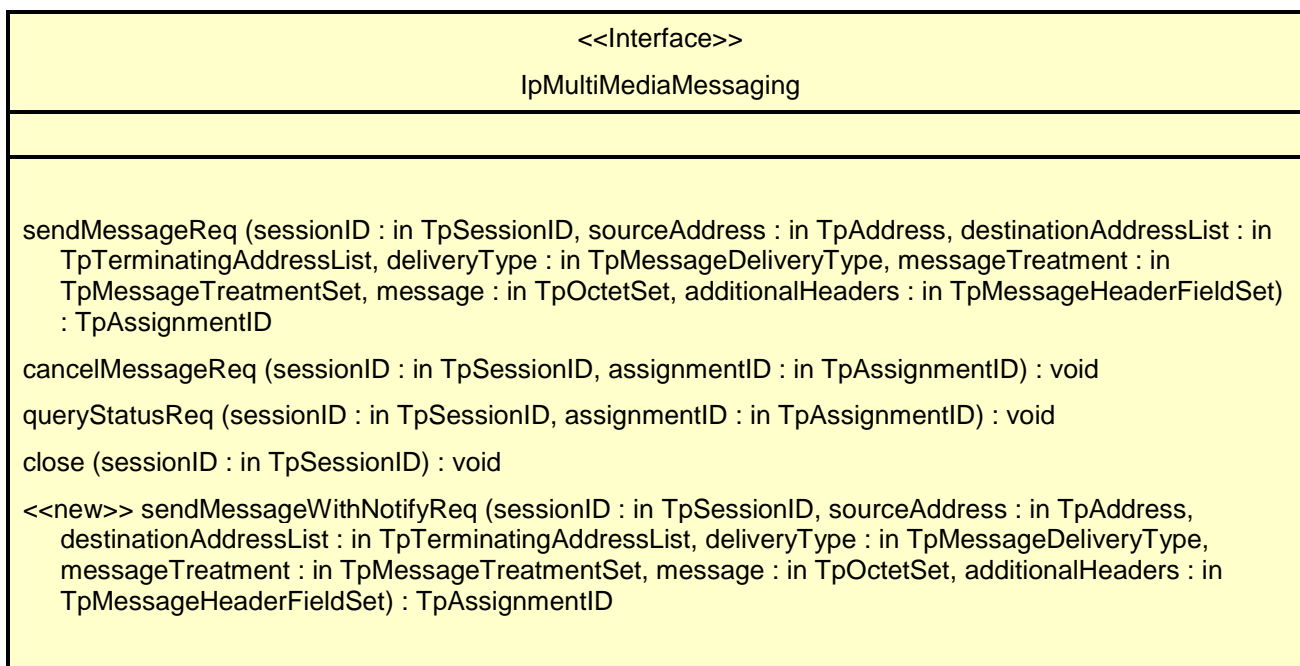 <<Interface>>
IpMultiMediaMessaging
sendMessageReq (sessionID : in TpSessionID, sourceAddress : in TpAddress, destinationAddressList : in
TpTerminatingAddressList, deliveryType : in TpMessageDeliveryType, messageTreatment : in
TpMessageTreatmentSet, message : in TpOctetSet, additionalHeaders : in TpMessageHeaderFieldSet)
: TpAssignmentID
cancelMessageReq (sessionID : in TpSessionID, assignmentID : in TpAssignmentID) : void
queryStatusReq (sessionID : in TpSessionID, assignmentID : in TpAssignmentID) : void
close (sessionID : in TpSessionID) : void
<<new>> sendMessageWithNotifyReq (sessionID : in TpSessionID, sourceAddress : in TpAddress,
destinationAddressList : in TpTerminatingAddressList, deliveryType : in TpMessageDeliveryType,
messageTreatment : in TpMessageTreatmentSet, message : in TpOctetSet, additionalHeaders : in
TpMessageHeaderFieldSet) : TpAssignmentID